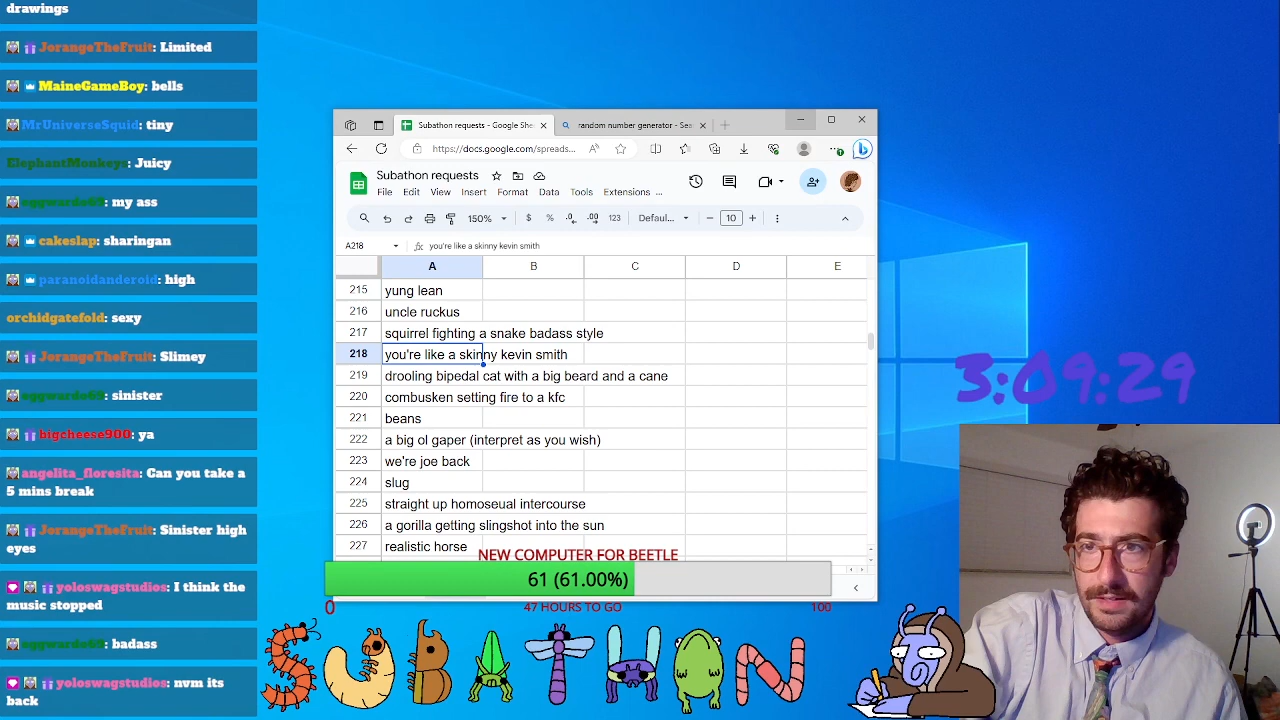 drawings
JorangeTheFruit: Limited
MaineGameBoy: bells
MrUniverseSquid: tiny
ElephantMonkeys: Juicy
eggwardo69: my ass
cakeslap: sharingan
paranoidanderoid: high
orchidgatefold: sexy
JorangeTheFruit: Slimey
eggwardo69: sinister
bigcheese900: ya
angelita_floresita: Can you take a
5 mins break
JorangeTheFruit: Sinister high
eyes
yoloswagstudios: I think the
music stopped
eggwardo69: badass
yoloswagstudios: nvm its
back
Subathon requests - Google She
random number generator - Sea
https://docs.google.com/spreads...
Subathon requests
File Edit View Insert Format Data Tools Extensions ...
150% $ % .0 .00 123 Defaul... 10
A218 fx you're like a skinny kevin smith
A B C D E
215 yung lean
216 uncle ruckus
217 squirrel fighting a snake badass style
218 you're like a skinny kevin smith
219 drooling bipedal cat with a big beard and a cane
220 combusken setting fire to a kfc
221 beans
222 a big ol gaper (interpret as you wish)
223 we're joe back
224 slug
225 straight up homoseual intercourse
226 a gorilla getting slingshot into the sun
227 realistic horse
NEW COMPUTER FOR BEETLE
61 (61.00%)
0 47 HOURS TO GO 100
3:09:29
SUBATHON